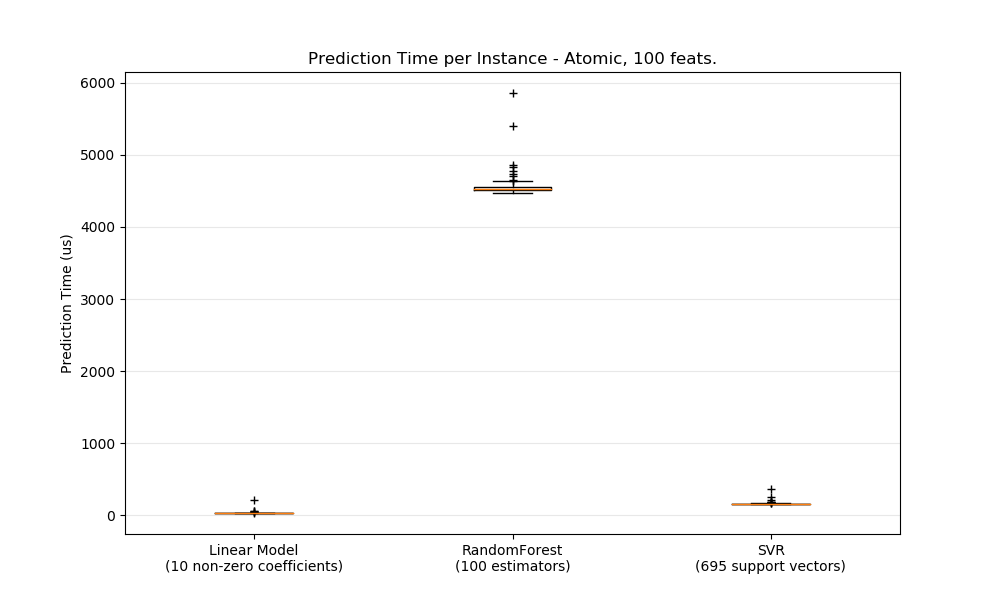 Prediction Time per Instance - Atomic, 100 feats.
Prediction Time (us)
6000
5000
4000
3000
2000
1000
0
Linear Model
(10 non-zero coefficients)
RandomForest
(100 estimators)
SVR
(695 support vectors)